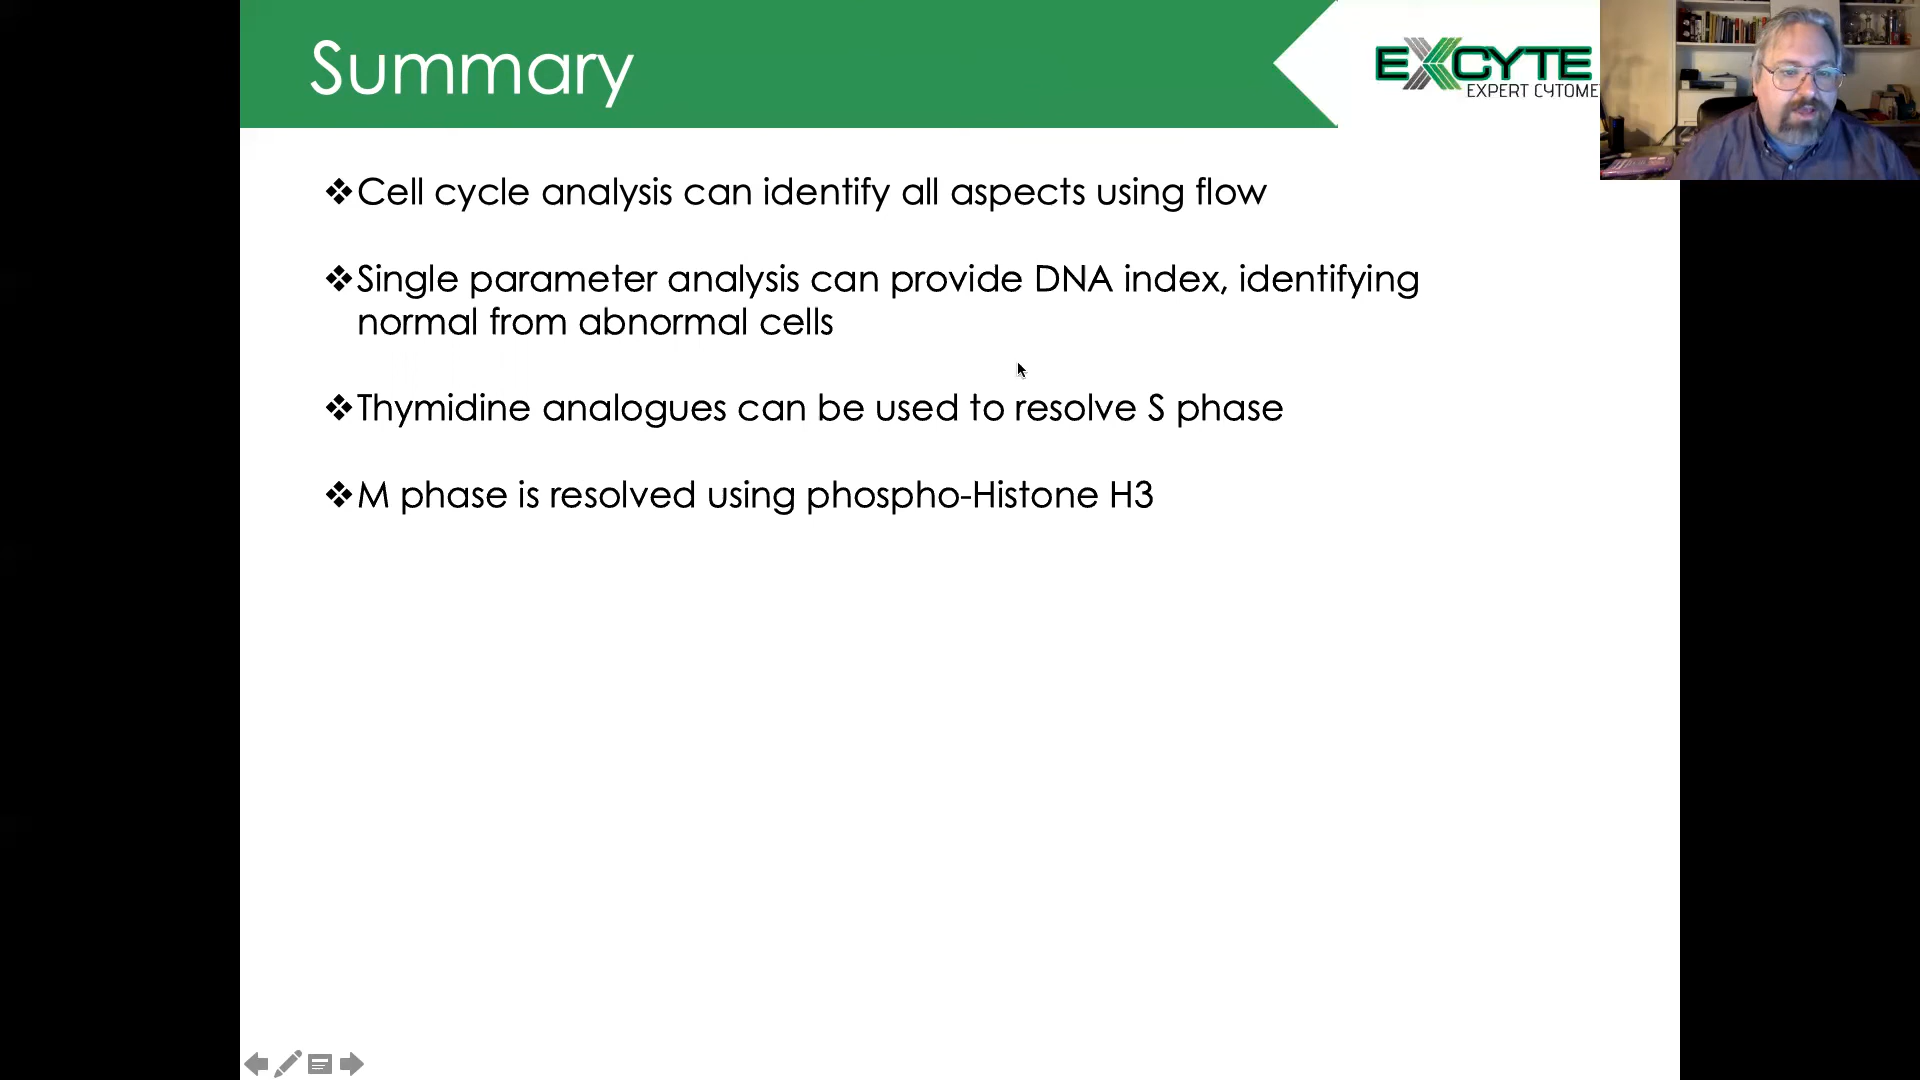 Summary
EXCYTE
EXPERT CYTOME
❖Cell cycle analysis can identify all aspects using flow
❖Single parameter analysis can provide DNA index, identifying
normal from abnormal cells
❖Thymidine analogues can be used to resolve S phase
❖M phase is resolved using phospho-Histone H3